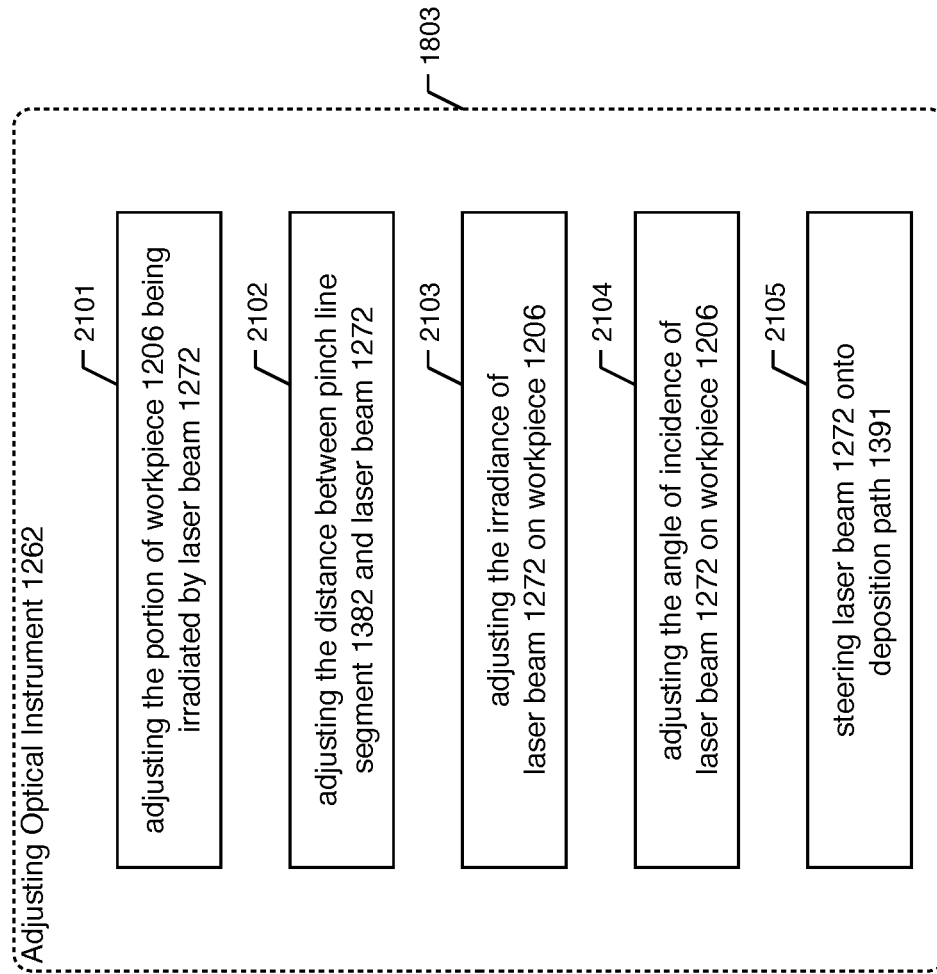 Adjusting Optical Instrument 1262
1803
2101
adjusting the portion of workpiece 1206 being
irradiated by laser beam 1272
2102
adjusting the distance between pinch line
segment 1382 and laser beam 1272
2103
adjusting the irradiance of
laser beam 1272 on workpiece 1206
2104
adjusting the angle of incidence of
laser beam 1272 on workpiece 1206
2105
steering laser beam 1272 onto
deposition path 1391